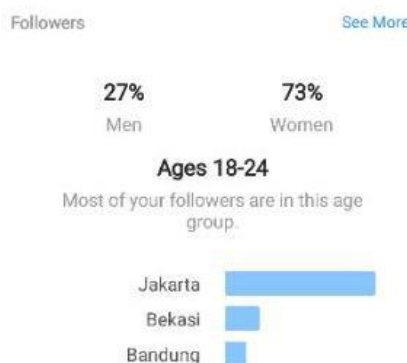 Followers See More
27% 73%
Men Women
Ages 18-24
Most of your followers are in this age
group.
Jakarta
Bekasi
Bandung